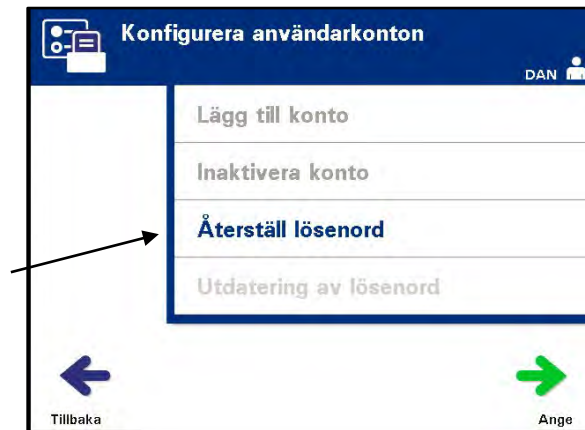 Konfigurera användarkonton
DAN
Lägg till konto
Inaktivera konto
Återställ lösenord
Utdatering av lösenord
Tillbaka
Ange